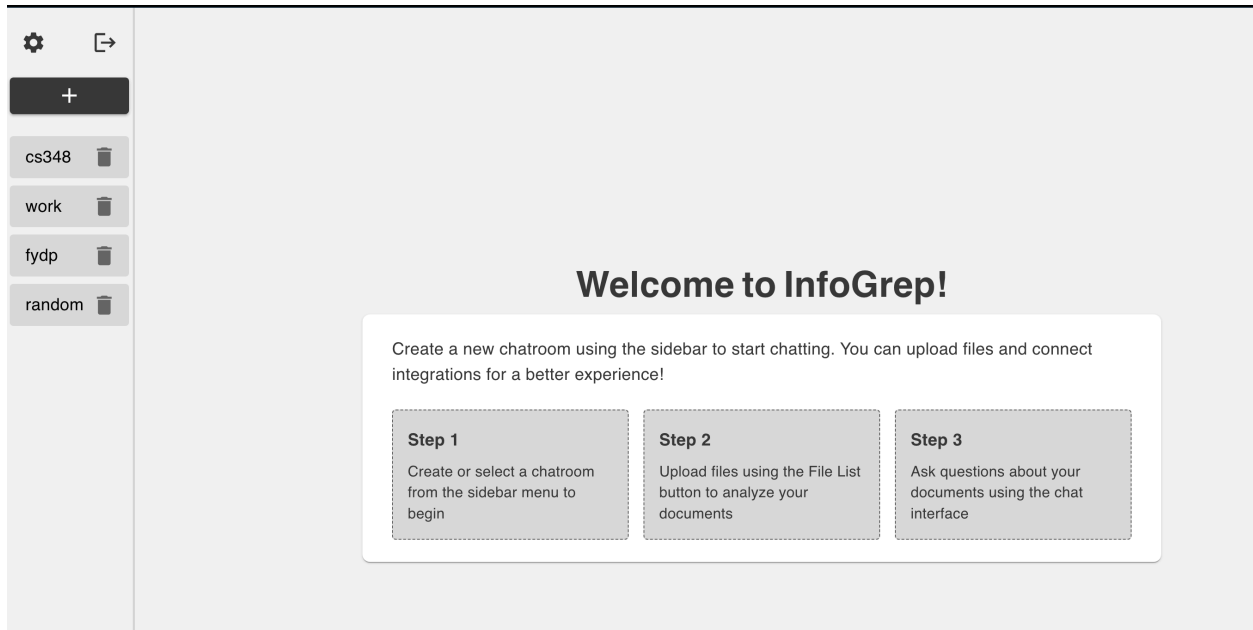 +
cs348
work
fydp
random
Welcome to InfoGrep!
Create a new chatroom using the sidebar to start chatting. You can upload files and connect
integrations for a better experience!
Step 1
Create or select a chatroom
from the sidebar menu to
begin
Step 2
Upload files using the File List
button to analyze your
documents
Step 3
Ask questions about your
documents using the chat
interface